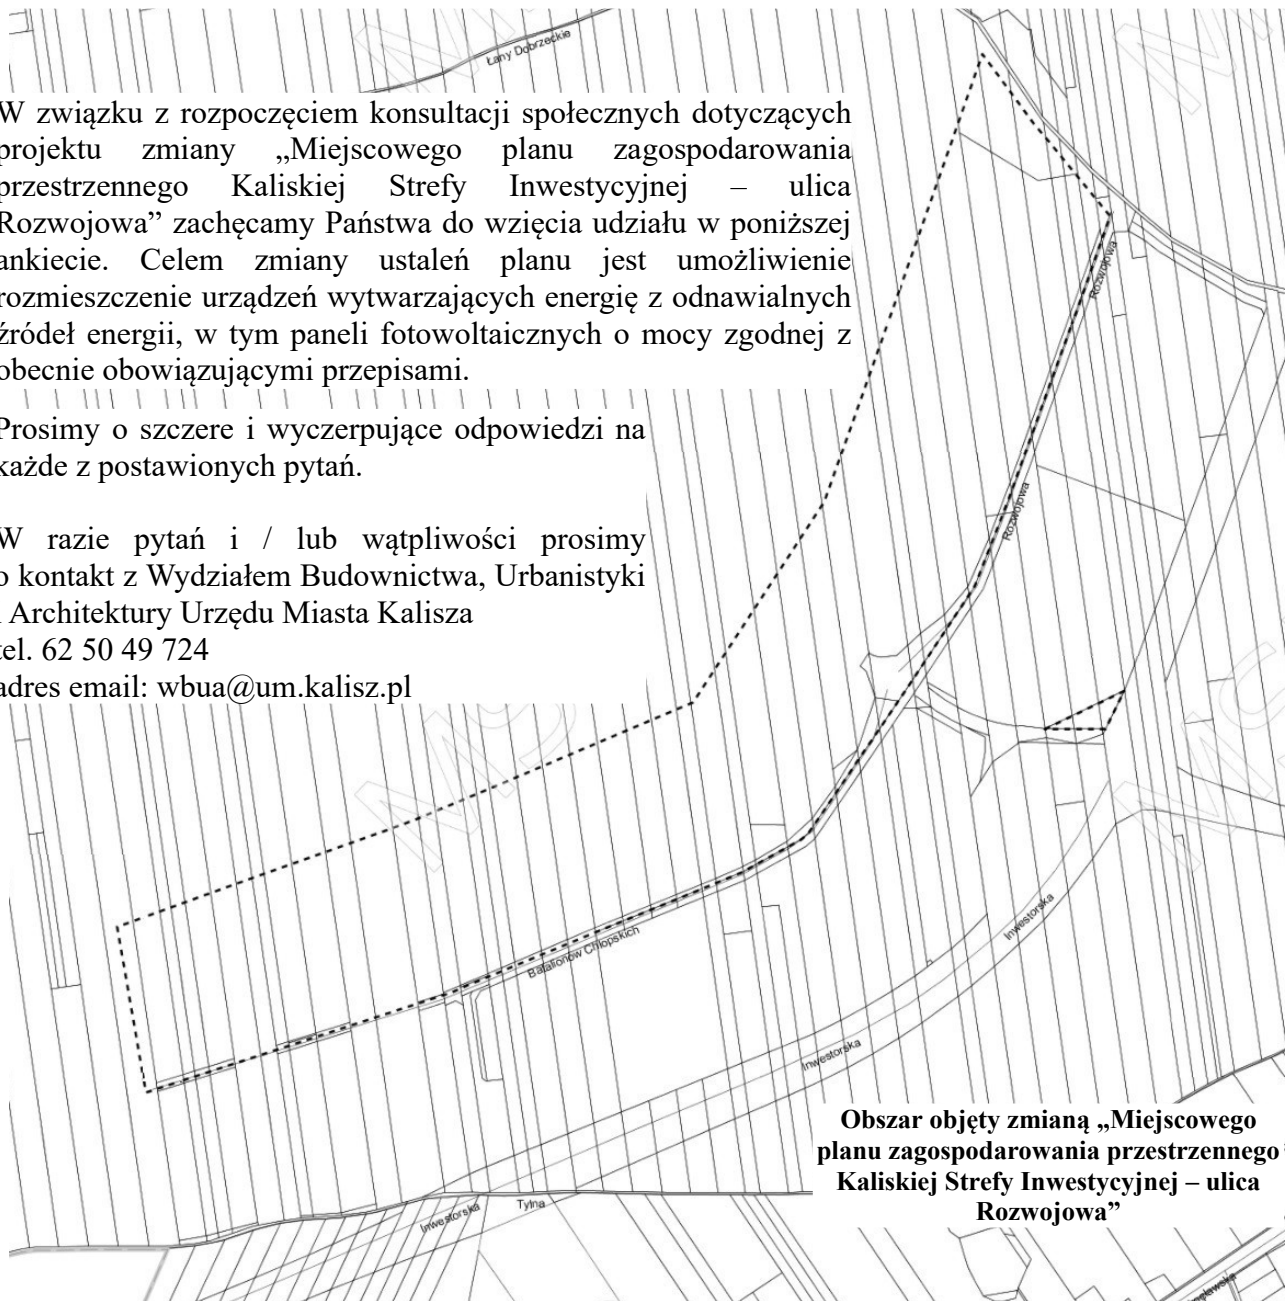 Łany Dobrzeckie
W związku z rozpoczęciem konsultacji społecznych dotyczących
projektu zmiany „Miejscowego planu zagospodarowania
przestrzennego Kaliskiej Strefy Inwestycyjnej – ulica
Rozwojowa” zachęcamy Państwa do wzięcia udziału w poniższej
ankiecie. Celem zmiany ustaleń planu jest umożliwienie
rozmieszczenie urządzeń wytwarzających energię z odnawialnych
źródeł energii, w tym paneli fotowoltaicznych o mocy zgodnej z
obecnie obowiązującymi przepisami.
Prosimy o szczere i wyczerpujące odpowiedzi na
każde z postawionych pytań.
W razie pytań i / lub wątpliwości prosimy
o kontakt z Wydziałem Budownictwa, Urbanistyki
i Architektury Urzędu Miasta Kalisza
tel. 62 50 49 724
adres email: wbua@um.kalisz.pl
Rozwojowa
Rozwojowa
Batalionów Chłopskich
Inwestorska
Inwestorska
Inwestorska
Tylna
Obszar objęty zmianą „Miejscowego
planu zagospodarowania przestrzennego
Kaliskiej Strefy Inwestycyjnej – ulica
Rozwojowa”